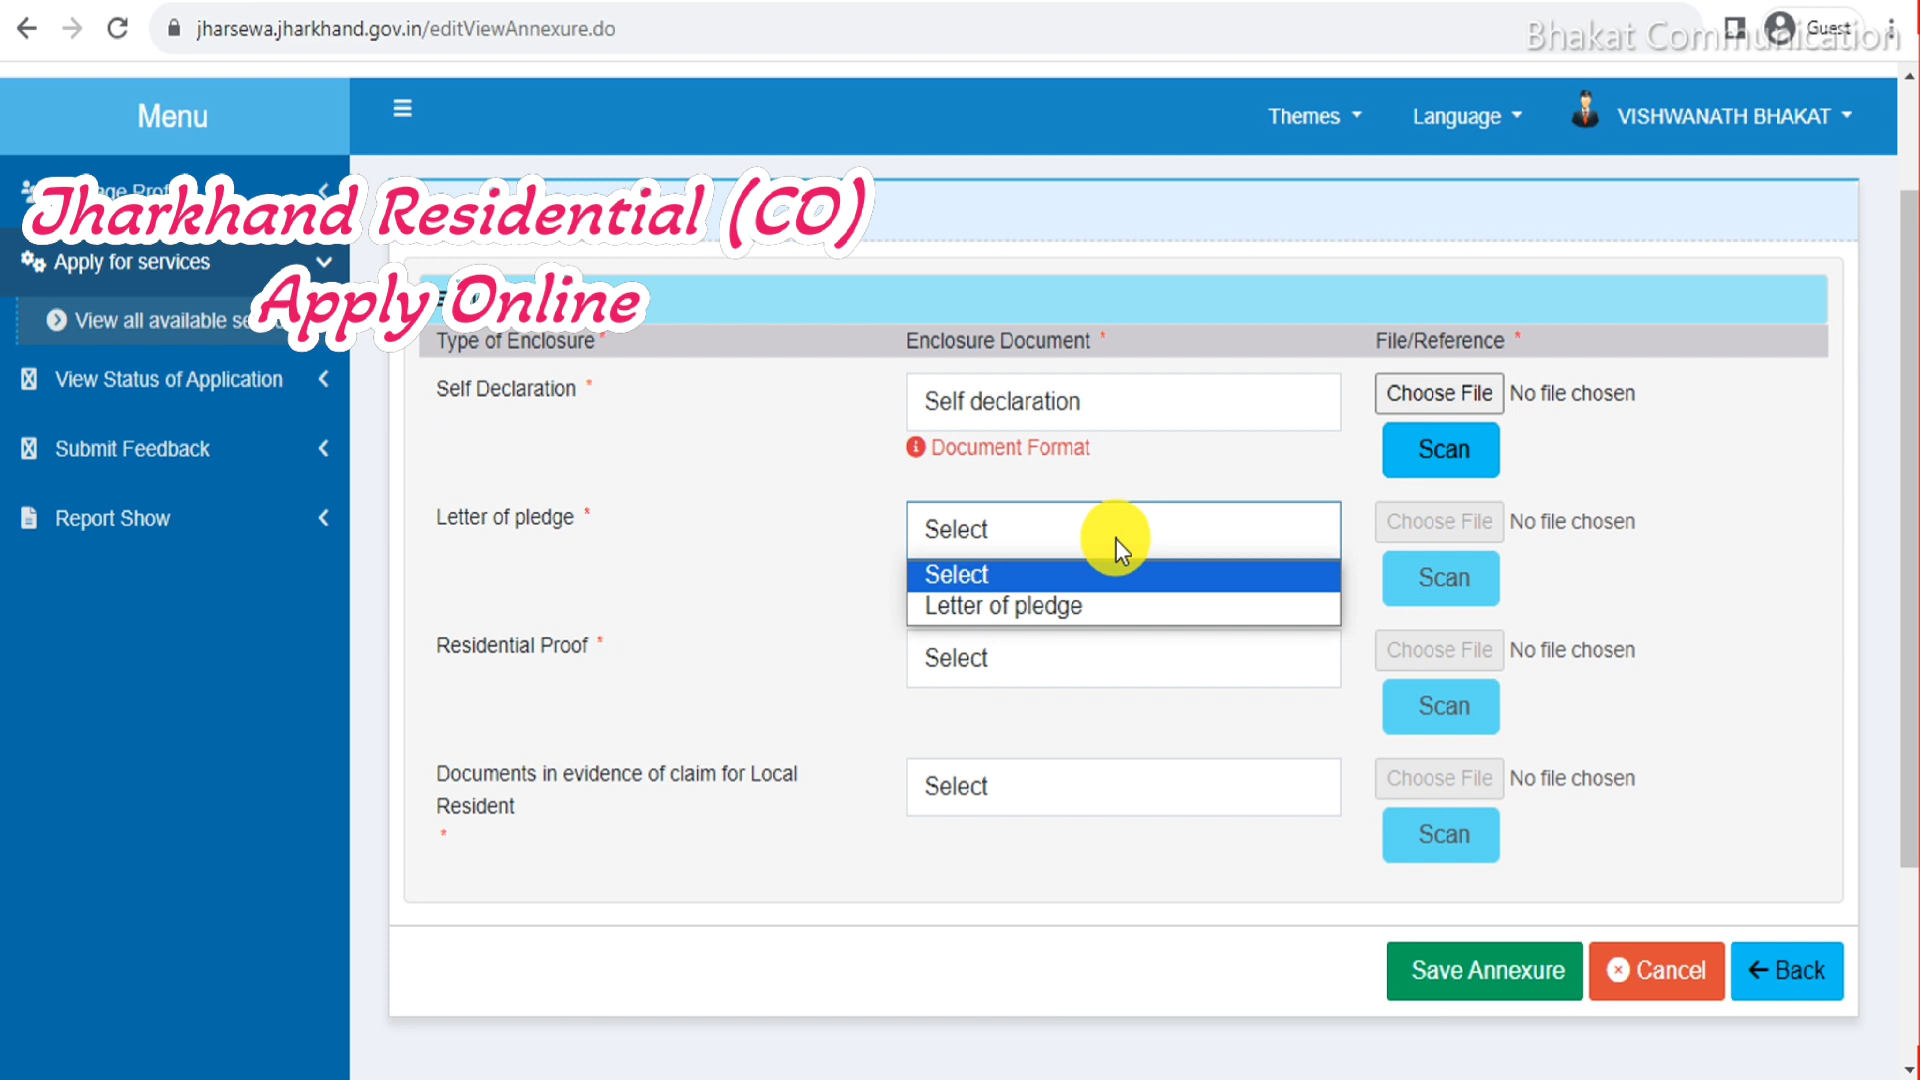 jharsewa.jharkhand.gov.in/editViewAnnexure.do
Guest
Bhakat Communication
Menu
Themes
Language
VISHWANATH BHAKAT
Jharkhand Residential (CO)
Apply Online
Apply for services
View all available
View Status of Application
Submit Feedback
Report Show
Type of Enclosure *
Enclosure Document *
File/Reference *
Self Declaration *
Self declaration
Choose File No file chosen
Document Format
Scan
Letter of pledge *
Select
Choose File No file chosen
Select
Scan
Letter of pledge
Residential Proof *
Select
Choose File No file chosen
Scan
Documents in evidence of claim for Local
Resident
*
Select
Choose File No file chosen
Scan
Save Annexure
Cancel
Back